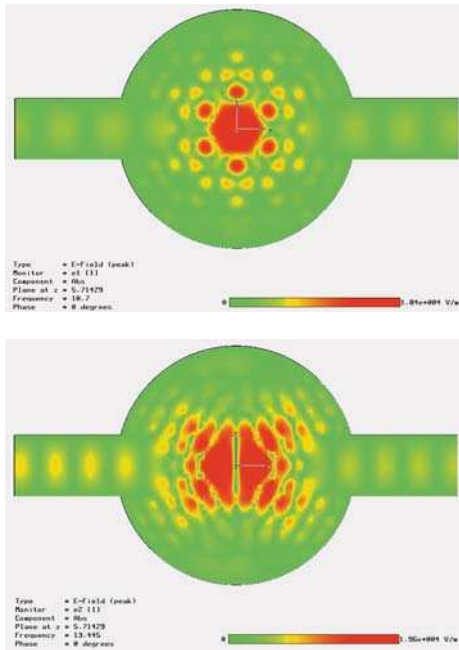 Type = E-Field (peak)
Monitor = e1 (1)
Component = Abs
Plane at z = 5.71429
Frequency = 10.7
Phase = 0 degrees
0 1.84e+004 V/m
Type = E-Field (peak)
Monitor = e2 (1)
Component = Abs
Plane at z = 5.71429
Frequency = 13.445
Phase = 0 degrees
0 1.96e+004 V/m